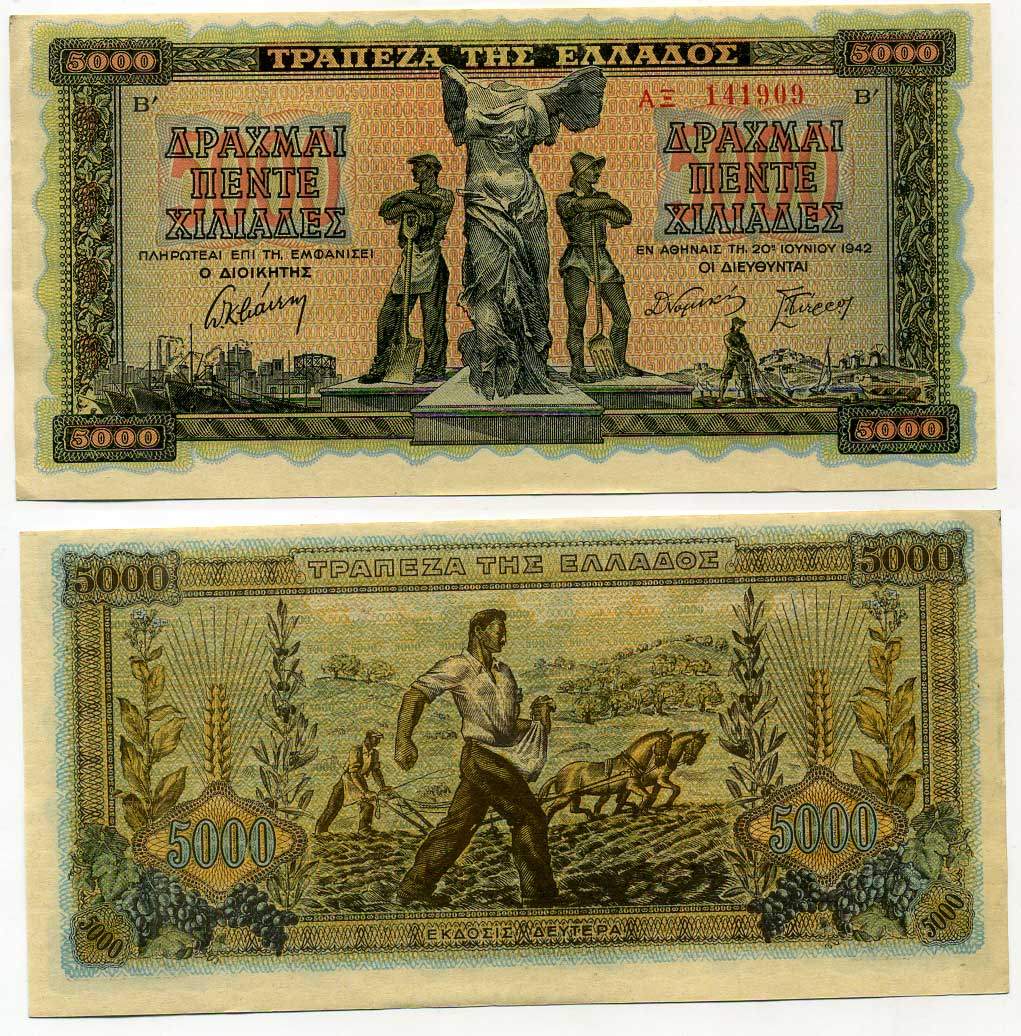 5000 ΤΡΑΠΕΖΑ ΤΗΣ ΕΛΛΑΔΟΣ 5000
Β′ ΑΞ 141909 Β′
ΔΡΑΧΜΑΙ
ΠΕΝΤΕ
ΧΙΛΙΑΔΕΣ
ΠΛΗΡΩΤΕΑΙ ΕΠΙ ΤΗ, ΕΜΦΑΝΙΣΕΙ
Ο ΔΙΟΙΚΗΤΗΣ
5000
ΔΡΑΧΜΑΙ
ΠΕΝΤΕ
ΧΙΛΙΑΔΕΣ
ΕΝ ΑΘΗΝΑΙΣ ΤΗ, 20ῃ ΙΟΥΝΙΟΥ 1942
ΟΙ ΔΙΕΥΘΥΝΤΑΙ
5000
5000 ΤΡΑΠΕΖΑ ΤΗΣ ΕΛΛΑΔΟΣ 5000
5000 5000
5000 ΕΚΔΟΣΙΣ ΔΕΥΤΕΡΑ 5000